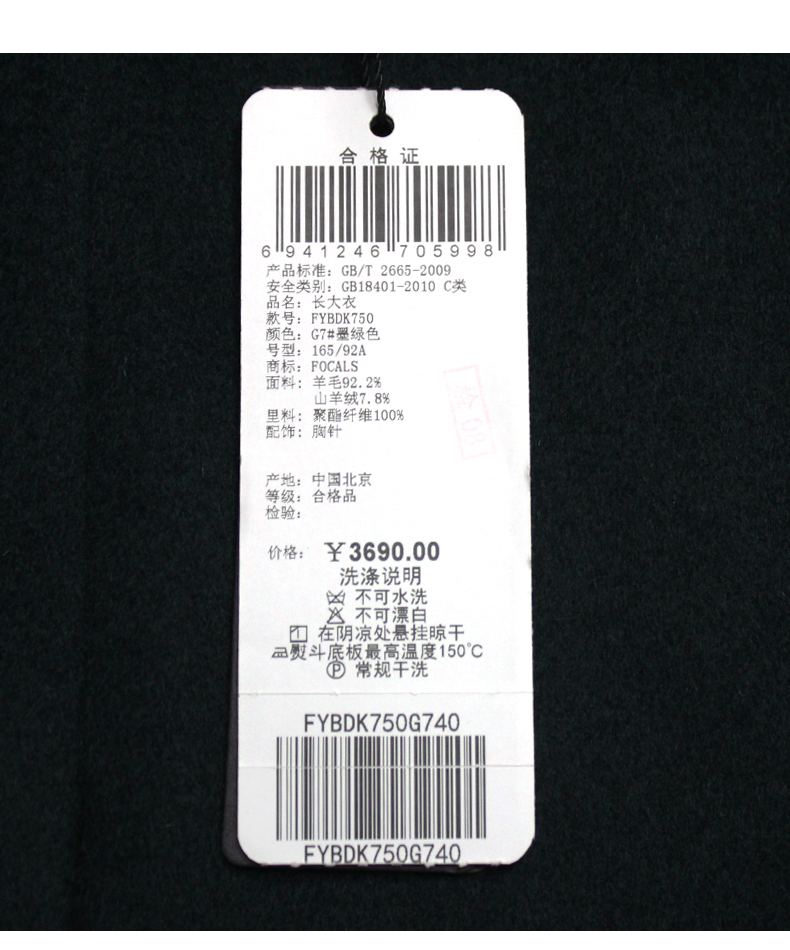 合格证
6 941246 705998
产品标准: GB/T 2665-2009
安全类别: GB18401-2010 C类
品名: 长大衣
款号: FYBDK750
颜色: G7#墨绿色
号型: 165/92A
商标: FOCALS
面料: 羊毛92.2%
山羊绒7.8%
里料: 聚酯纤维100%
配饰: 胸针
产地: 中国北京
等级: 合格品
检验:
价格: ￥3690.00
洗涤说明
不可水洗
不可漂白
在阴凉处悬挂晾干
熨斗底板最高温度150℃
Ⓟ 常规干洗
FYBDK750G740
FYBDK750G740